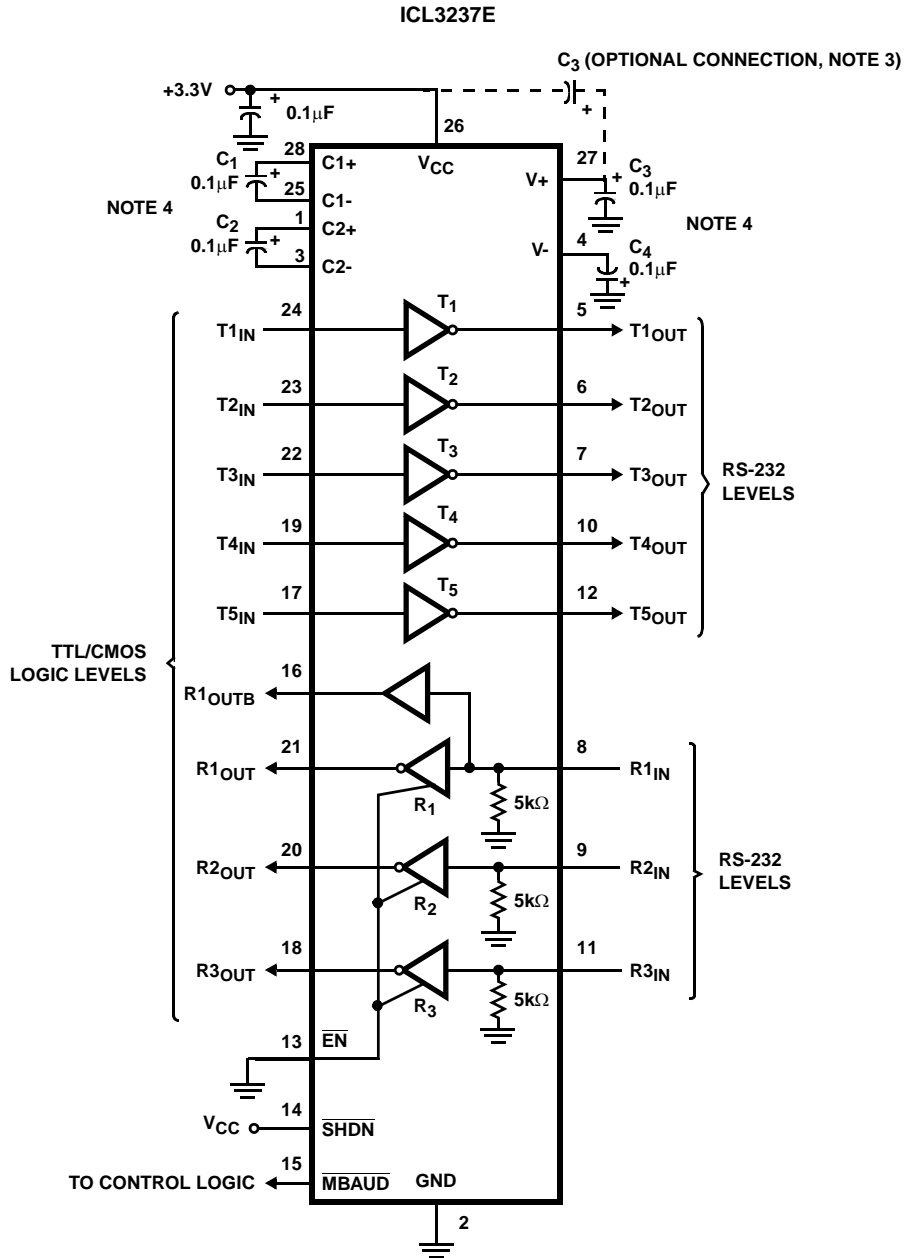 ICL3237E
C3 (OPTIONAL CONNECTION, NOTE 3)
+3.3V
+
0.1μF
+
26
28
C1+
VCC
27
C1
0.1μF
+
V+
+
C3
0.1μF
25
C1-
NOTE 4
1
C2+
NOTE 4
C2
0.1μF
+
4
V-
C4
0.1μF
+
3
C2-
T1
24
5
T1IN
T1OUT
T2
23
6
T2IN
T2OUT
T3
22
7
T3IN
T3OUT
RS-232
LEVELS
T4
19
10
T4IN
T4OUT
T5
17
12
T5IN
T5OUT
TTL/CMOS
LOGIC LEVELS
16
R1OUTB
21
8
R1OUT
R1IN
R1
5kΩ
20
9
R2OUT
R2IN
RS-232
LEVELS
R2
5kΩ
18
11
R3OUT
R3IN
R3
5kΩ
13
EN
14
VCC
SHDN
15
TO CONTROL LOGIC
MBAUD
GND
2